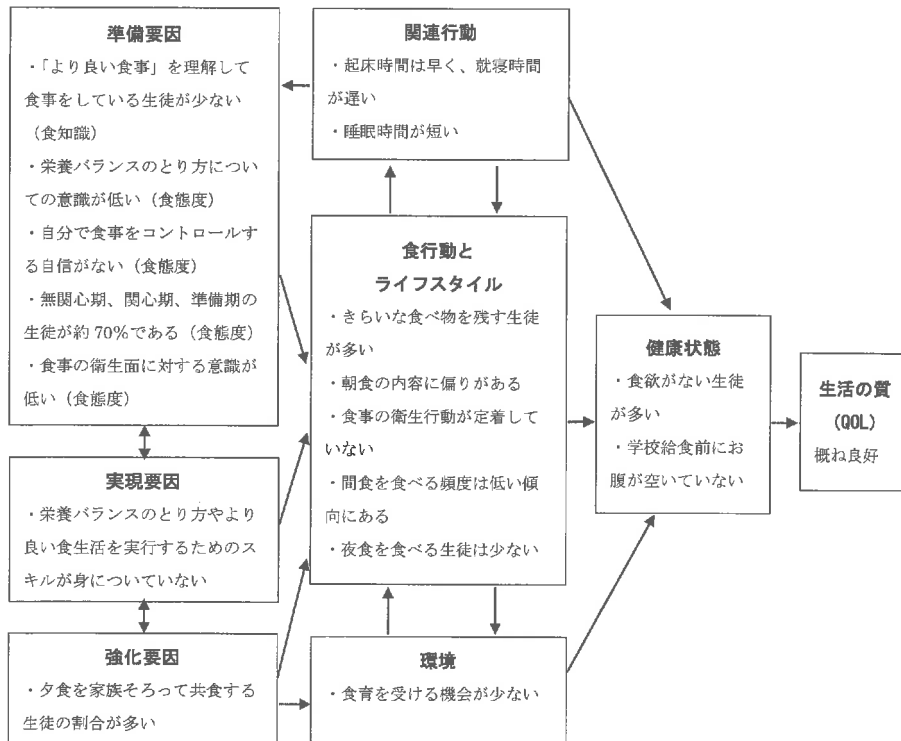 準備要因
・「より良い食事」を理解して
食事をしている生徒が少ない
（食知識）
・栄養バランスのとり方につい
ての意識が低い（食態度）
・自分で食事をコントロールす
る自信がない（食態度）
・無関心期、関心期、準備期の
生徒が約 70%である（食態度）
・食事の衛生面に対する意識が
低い（食態度）
実現要因
・栄養バランスのとり方やより
良い食生活を実行するためのス
キルが身についていない
強化要因
・夕食を家族そろって共食する
生徒の割合が多い
関連行動
・起床時間は早く、就寝時間
が遅い
・睡眠時間が短い
食行動と
ライフスタイル
・きらいな食べ物を残す生徒
が多い
・朝食の内容に偏りがある
・食事の衛生行動が定着して
いない
・間食を食べる頻度は低い傾
向にある
・夜食を食べる生徒は少ない
環境
・食育を受ける機会が少ない
健康状態
・食欲がない生徒
が多い
・学校給食前にお
腹が空いていない
生活の質
(QOL)
概ね良好